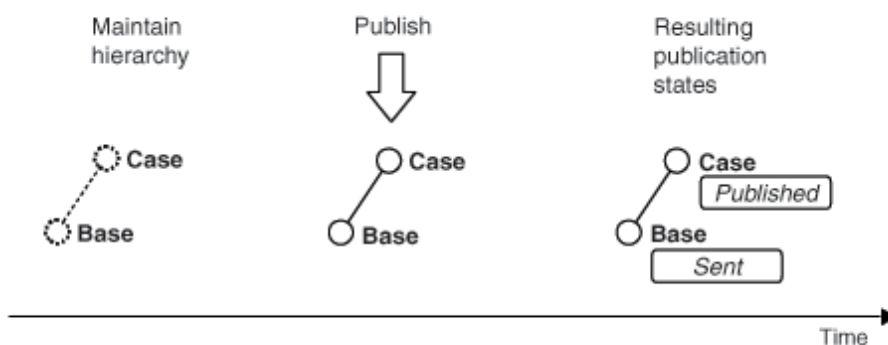 Maintain
hierarchy
Publish
Resulting
publication
states
Case
Base
Case
Base
Case
Published
Base
Sent
Time